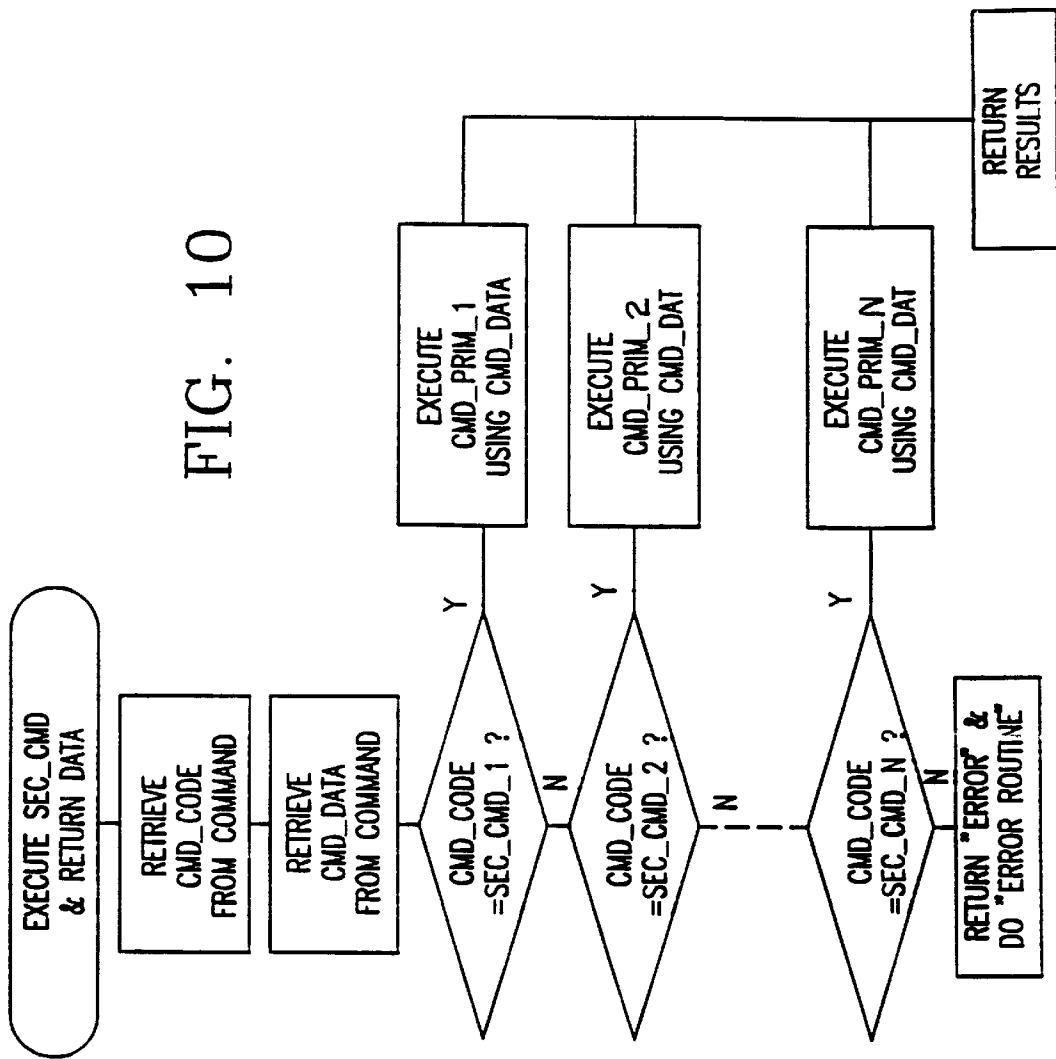 FIG. 10
EXECUTE SEC_CMD
& RETURN DATA
RETRIEVE
CMD_CODE
FROM COMMAND
RETRIEVE
CMD_DATA
FROM COMMAND
CMD_CODE
=SEC_CMD_1 ?
Y
EXECUTE
CMD_PRIM_1
USING CMD_DATA
N
CMD_CODE
=SEC_CMD_2 ?
Y
EXECUTE
CMD_PRIM_2
USING CMD_DAT
N
CMD_CODE
=SEC_CMD_N ?
Y
EXECUTE
CMD_PRIM_N
USING CMD_DAT
N
RETURN "ERROR" &
DO "ERROR ROUTINE"
RETURN
RESULTS